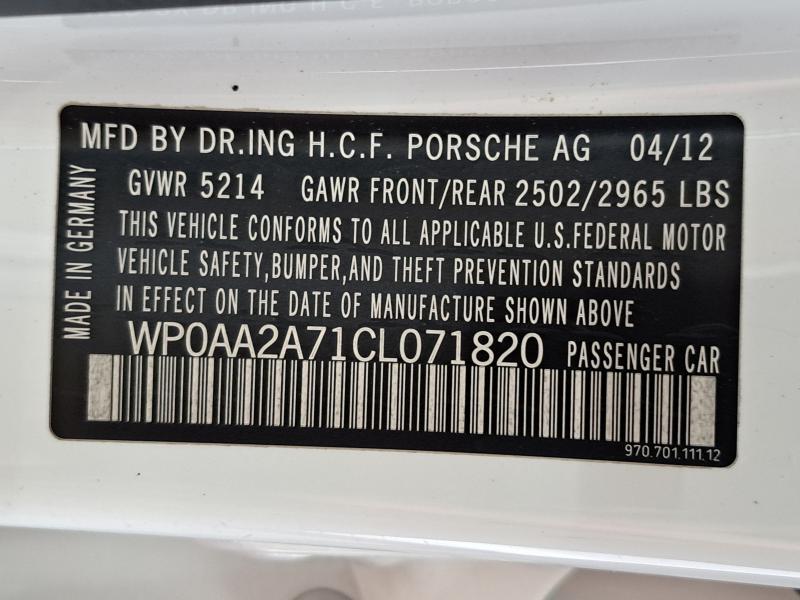 MFD BY DR.ING H.C.F. PORSCHE AG 04/12
GVWR 5214 GAWR FRONT/REAR 2502/2965 LBS
THIS VEHICLE CONFORMS TO ALL APPLICABLE U.S.FEDERAL MOTOR
VEHICLE SAFETY,BUMPER,AND THEFT PREVENTION STANDARDS
IN EFFECT ON THE DATE OF MANUFACTURE SHOWN ABOVE
WP0AA2A71CL071820 PASSENGER CAR
970.701.111.12
MADE IN GERMANY